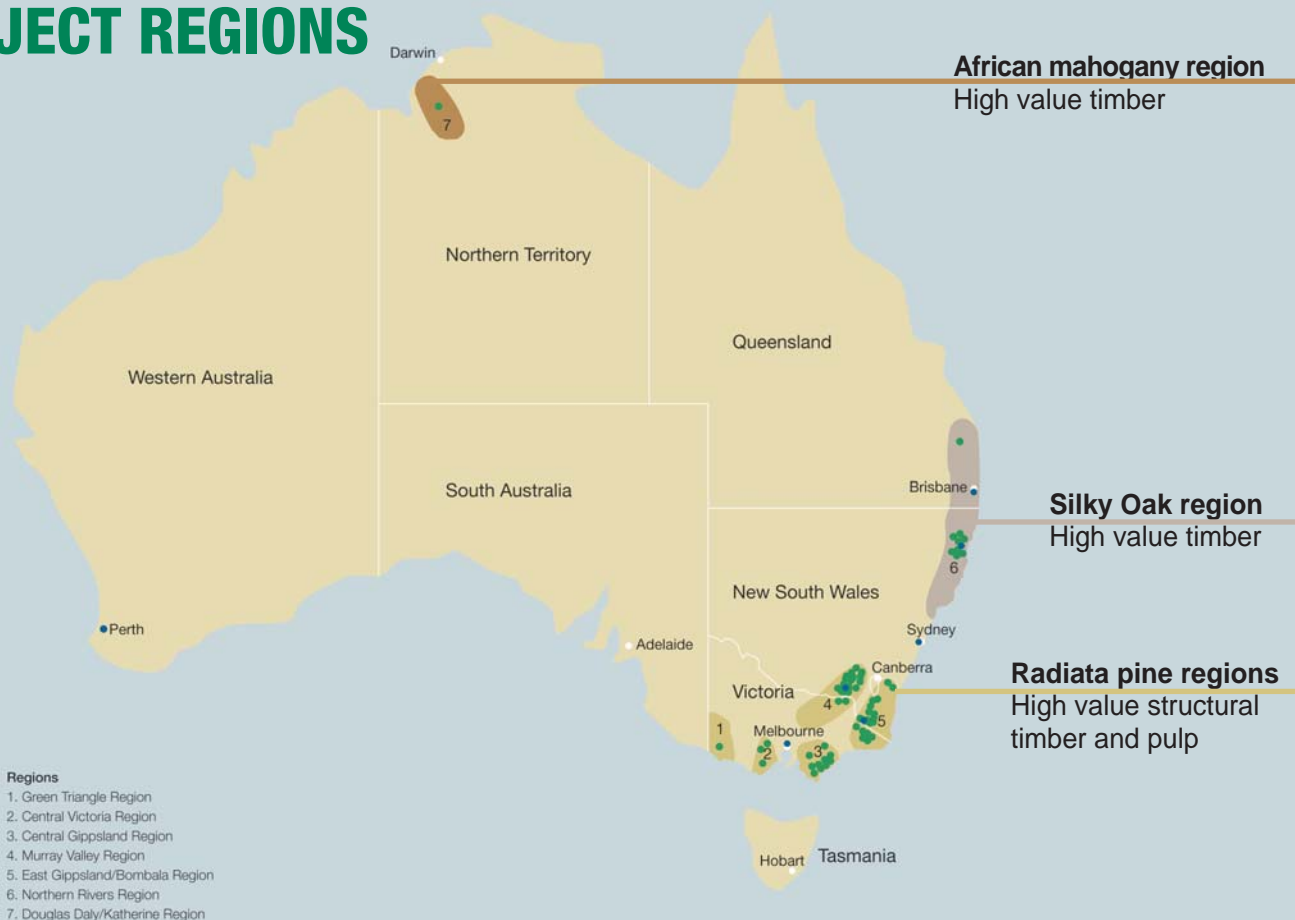 JECT REGIONS
Darwin
African mahogany region
High value timber
7
Northern Territory
Queensland
Western Australia
South Australia
Brisbane
Silky Oak region
High value timber
6
New South Wales
Perth
Adelaide
Sydney
Canberra
Radiata pine regions
High value structural
timber and pulp
Victoria
4
5
1
Melbourne
2
3
Regions
1. Green Triangle Region
2. Central Victoria Region
3. Central Gippsland Region
4. Murray Valley Region
5. East Gippsland/Bombala Region
6. Northern Rivers Region
7. Douglas Daly/Katherine Region
Hobart
Tasmania